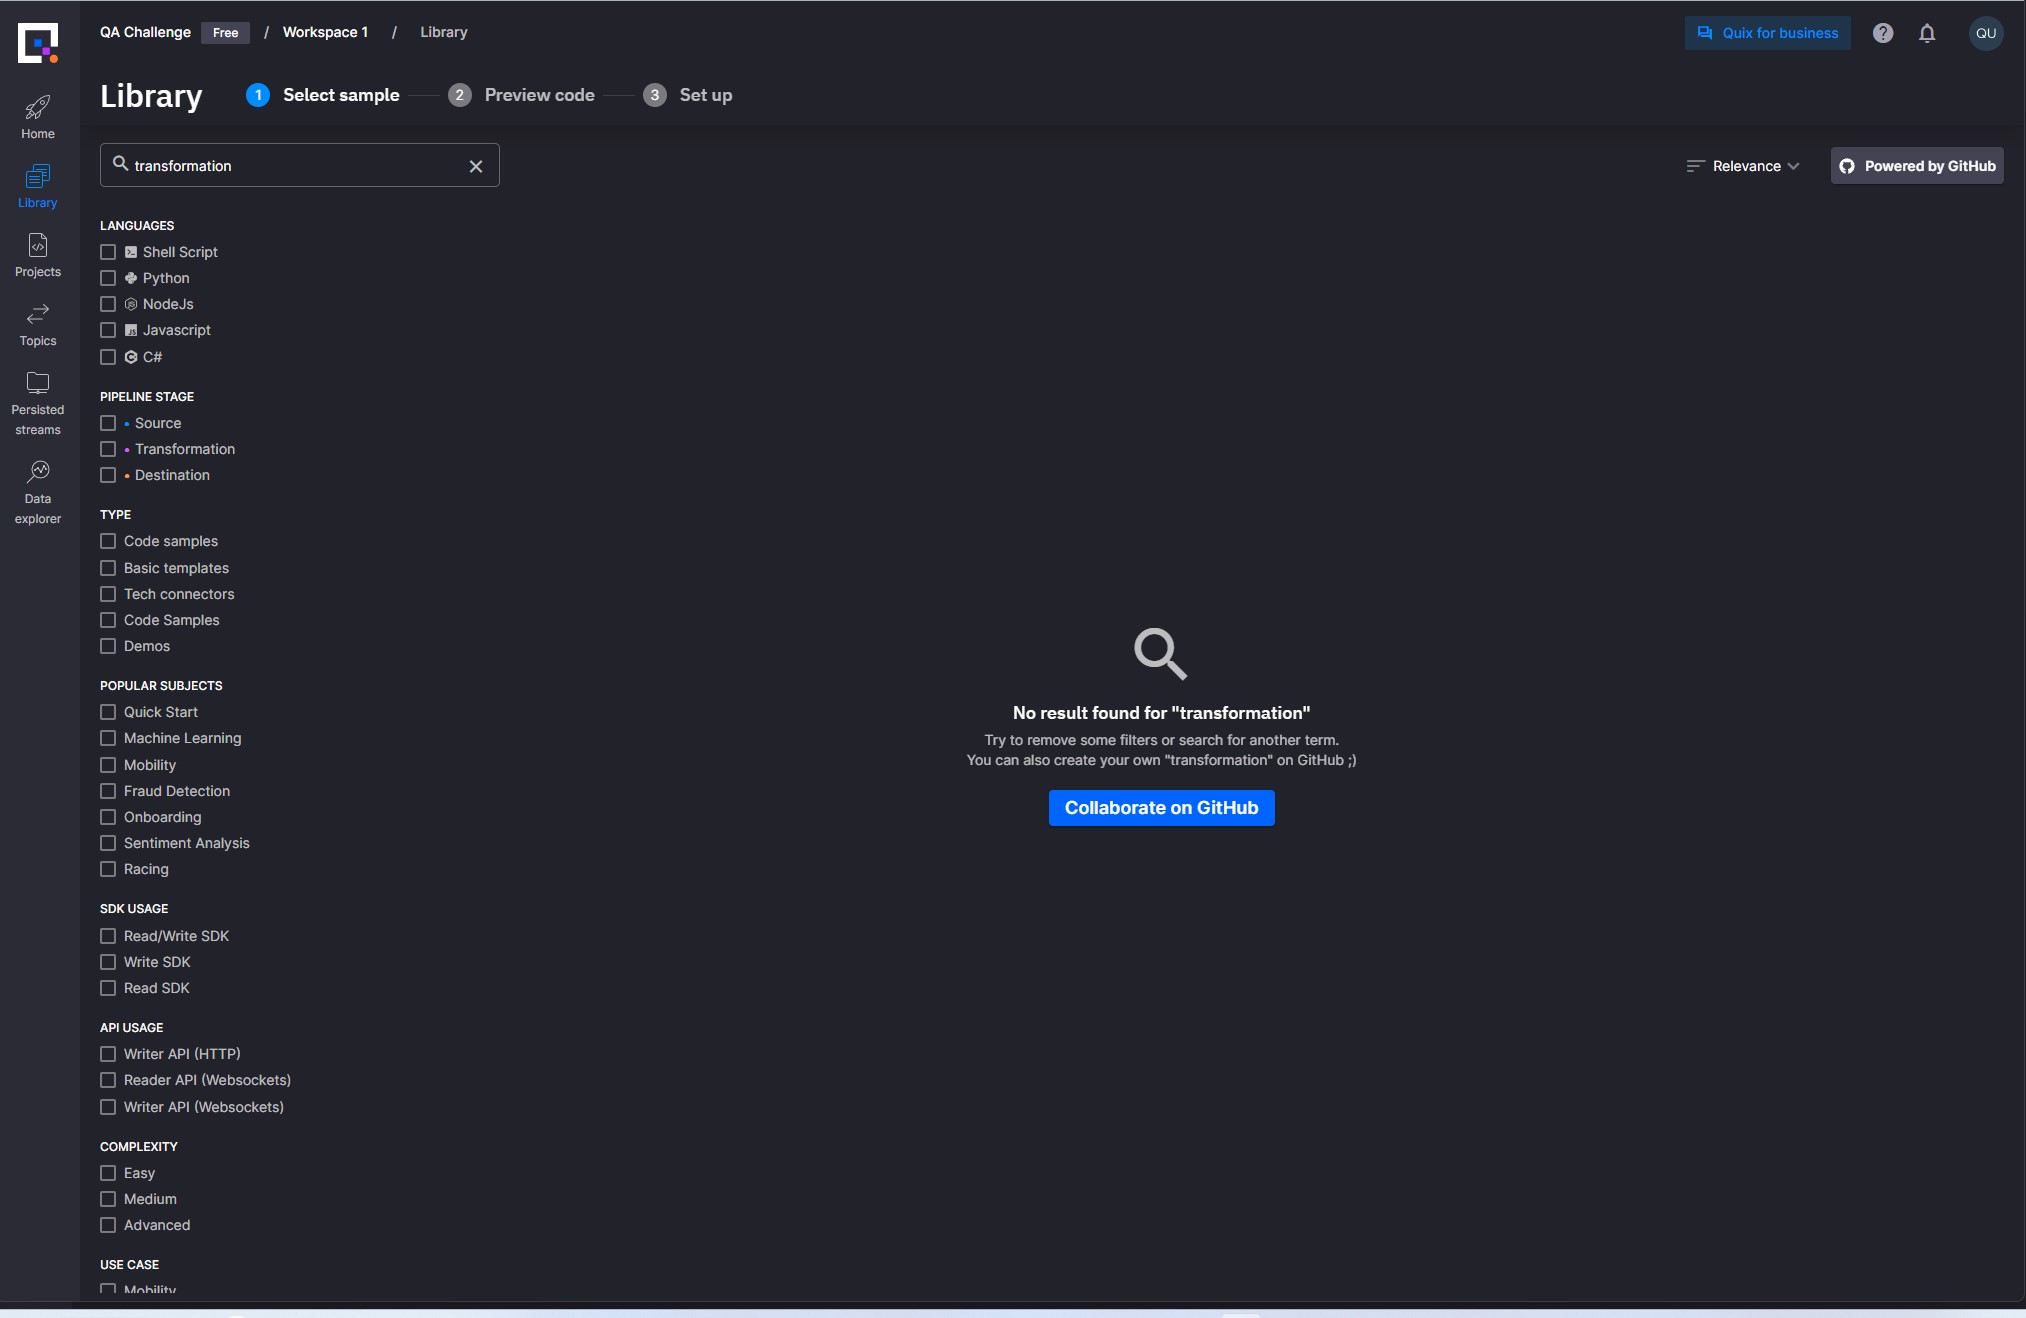 QA Challenge Free / Workspace 1 / Library
Quix for business
QU
Library 1 Select sample 2 Preview code 3 Set up
Home
Library
Projects
Topics
Persisted
streams
Data
explorer
transformation
Relevance
Powered by GitHub
LANGUAGES
Shell Script
Python
NodeJs
Javascript
C#
PIPELINE STAGE
Source
Transformation
Destination
TYPE
Code samples
Basic templates
Tech connectors
Code Samples
Demos
POPULAR SUBJECTS
Quick Start
Machine Learning
Mobility
Fraud Detection
Onboarding
Sentiment Analysis
Racing
SDK USAGE
Read/Write SDK
Write SDK
Read SDK
API USAGE
Writer API (HTTP)
Reader API (Websockets)
Writer API (Websockets)
COMPLEXITY
Easy
Medium
Advanced
USE CASE
Mobility
No result found for "transformation"
Try to remove some filters or search for another term.
You can also create your own "transformation" on GitHub ;)
Collaborate on GitHub